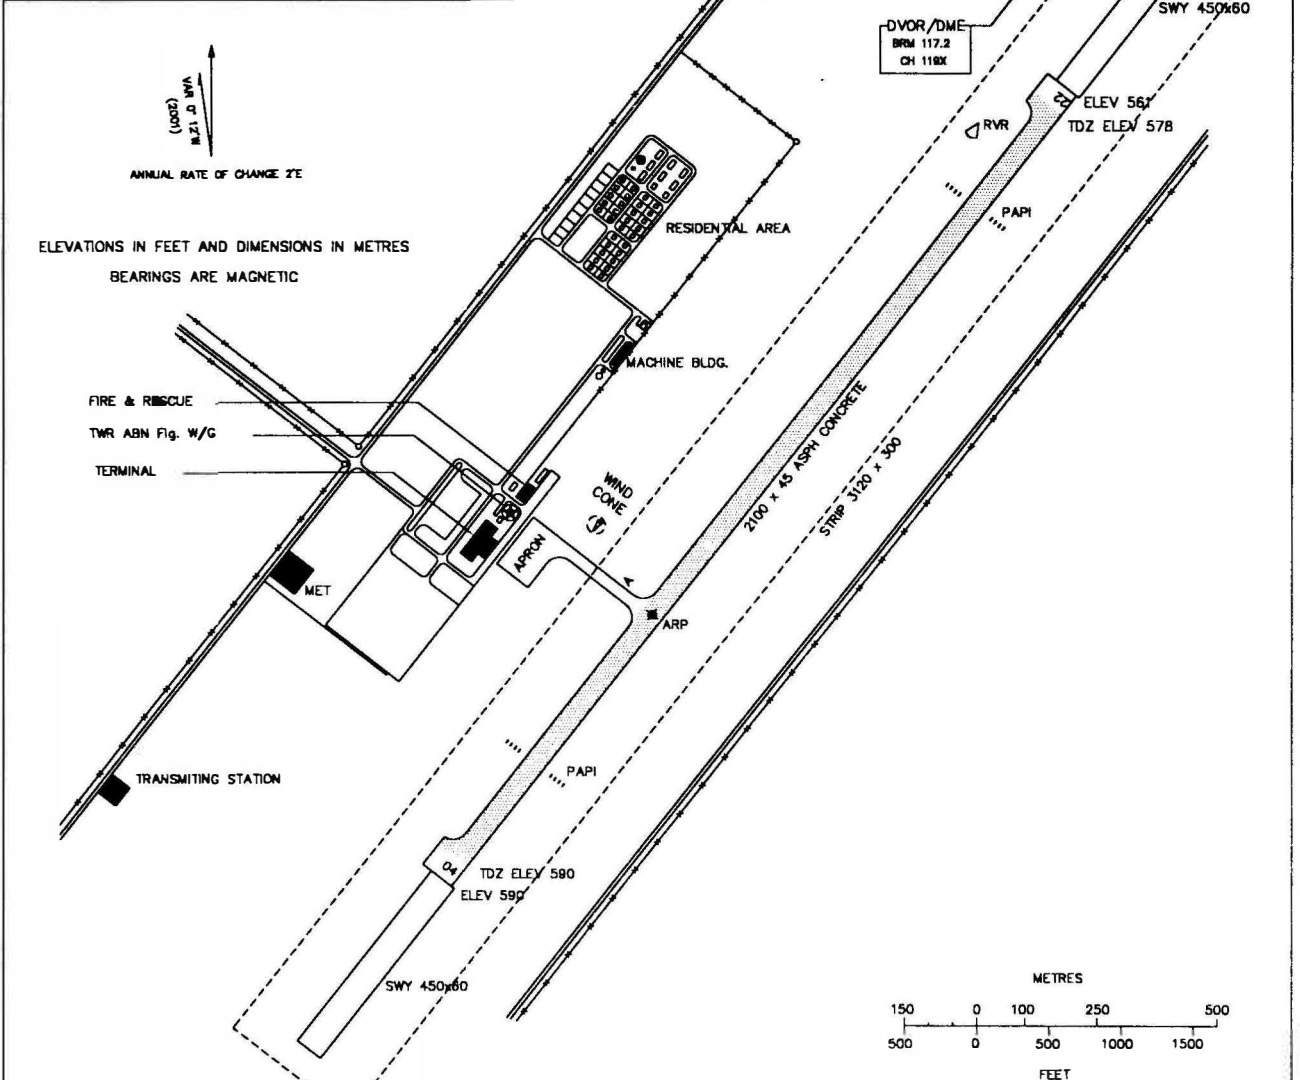 SWY 450x60
DVOR/DME
BRM 117.2
CH 119X
VAR 0° 12'W
(2001)
ANNUAL RATE OF CHANGE 2'E
22
ELEV 561
TDZ ELEV 578
RVR
PAPI
RESIDENTIAL AREA
ELEVATIONS IN FEET AND DIMENSIONS IN METRES
BEARINGS ARE MAGNETIC
MACHINE BLDG.
FIRE & RESCUE
TWR ABN Flg. W/G
TERMINAL
WIND
CONE
2100 X 45 ASPH CONCRETE
STRIP 3120 X 300
APRON
A
MET
ARP
TRANSMITING STATION
PAPI
04
TDZ ELEV 590
ELEV 590
SWY 450x60
METRES
150 0 100 250 500
500 0 500 1000 1500
FEET